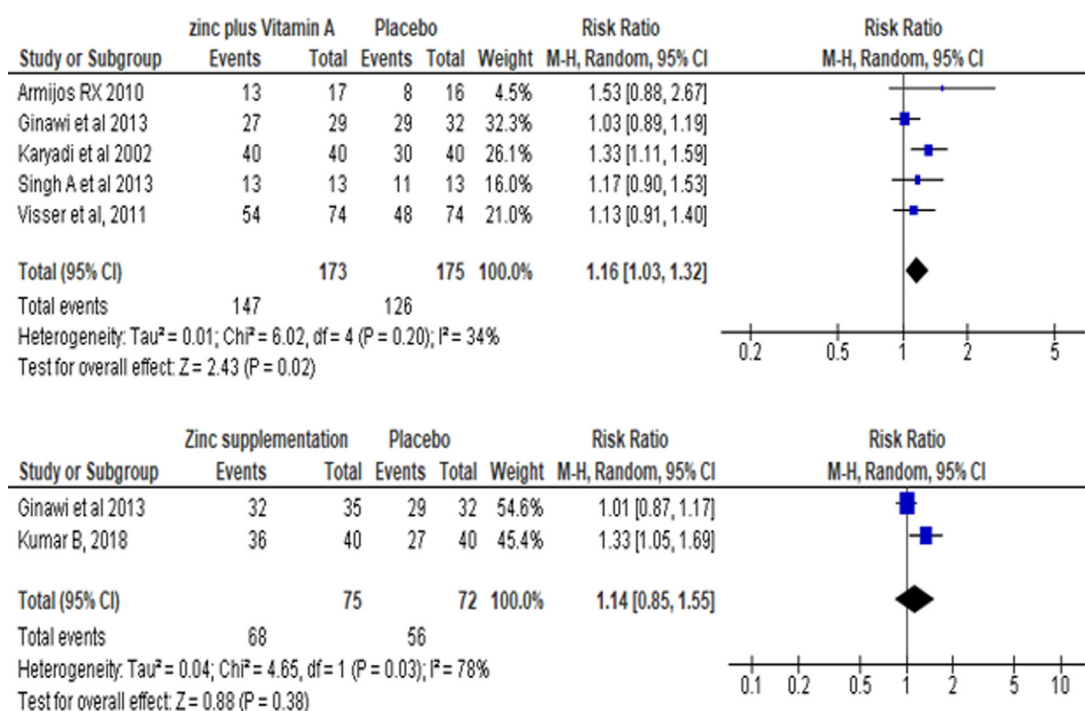 zinc plus Vitamin A Placebo Risk Ratio Risk Ratio
Study or Subgroup Events Total Events Total Weight M-H, Random, 95% CI M-H, Random, 95% CI
Armijos RX 2010 13 17 8 16 4.5% 1.53 [0.88, 2.67]
Ginawi et al 2013 27 29 29 32 32.3% 1.03 [0.89, 1.19]
Karyadi et al 2002 40 40 30 40 26.1% 1.33 [1.11, 1.59]
Singh A et al 2013 13 13 11 13 16.0% 1.17 [0.90, 1.53]
Visser et al, 2011 54 74 48 74 21.0% 1.13 [0.91, 1.40]
Total (95% CI) 173 175 100.0% 1.16 [1.03, 1.32]
Total events 147 126
Heterogeneity: Tau² = 0.01; Chi² = 6.02, df = 4 (P = 0.20); I² = 34%
Test for overall effect: Z = 2.43 (P = 0.02)
0.2 0.5 1 2 5
Zinc supplementation Placebo Risk Ratio Risk Ratio
Study or Subgroup Events Total Events Total Weight M-H, Random, 95% CI M-H, Random, 95% CI
Ginawi et al 2013 32 35 29 32 54.6% 1.01 [0.87, 1.17]
Kumar B, 2018 36 40 27 40 45.4% 1.33 [1.05, 1.69]
Total (95% CI) 75 72 100.0% 1.14 [0.85, 1.55]
Total events 68 56
Heterogeneity: Tau² = 0.04; Chi² = 4.65, df = 1 (P = 0.03); I² = 78%
Test for overall effect: Z = 0.88 (P = 0.38)
0.1 0.2 0.5 1 2 5 10